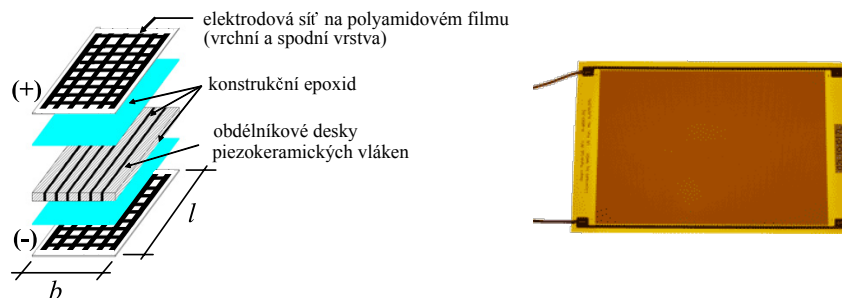 elektrodová síť na polyamidovém filmu
(vrchní a spodní vrstva)
(+)
konstrukční epoxid
obdélníkové desky
piezokeramických vláken
l
(-)
b